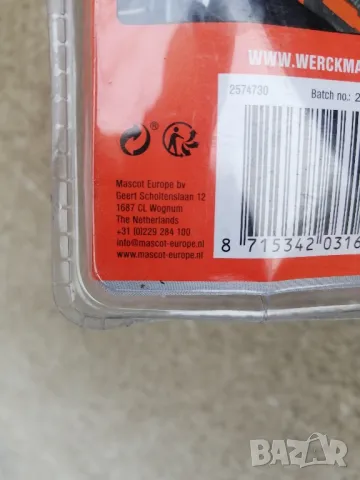 WWW.WERCKMA
2574730
Batch no.: 2
®
Mascot Europe bv
Geert Scholtenslaan 12
1687 CL Wognum
The Netherlands
+31 (0)229 284 100
info@mascot-europe.nl
www.mascot-europe.nl
8 715342 0316
bazar